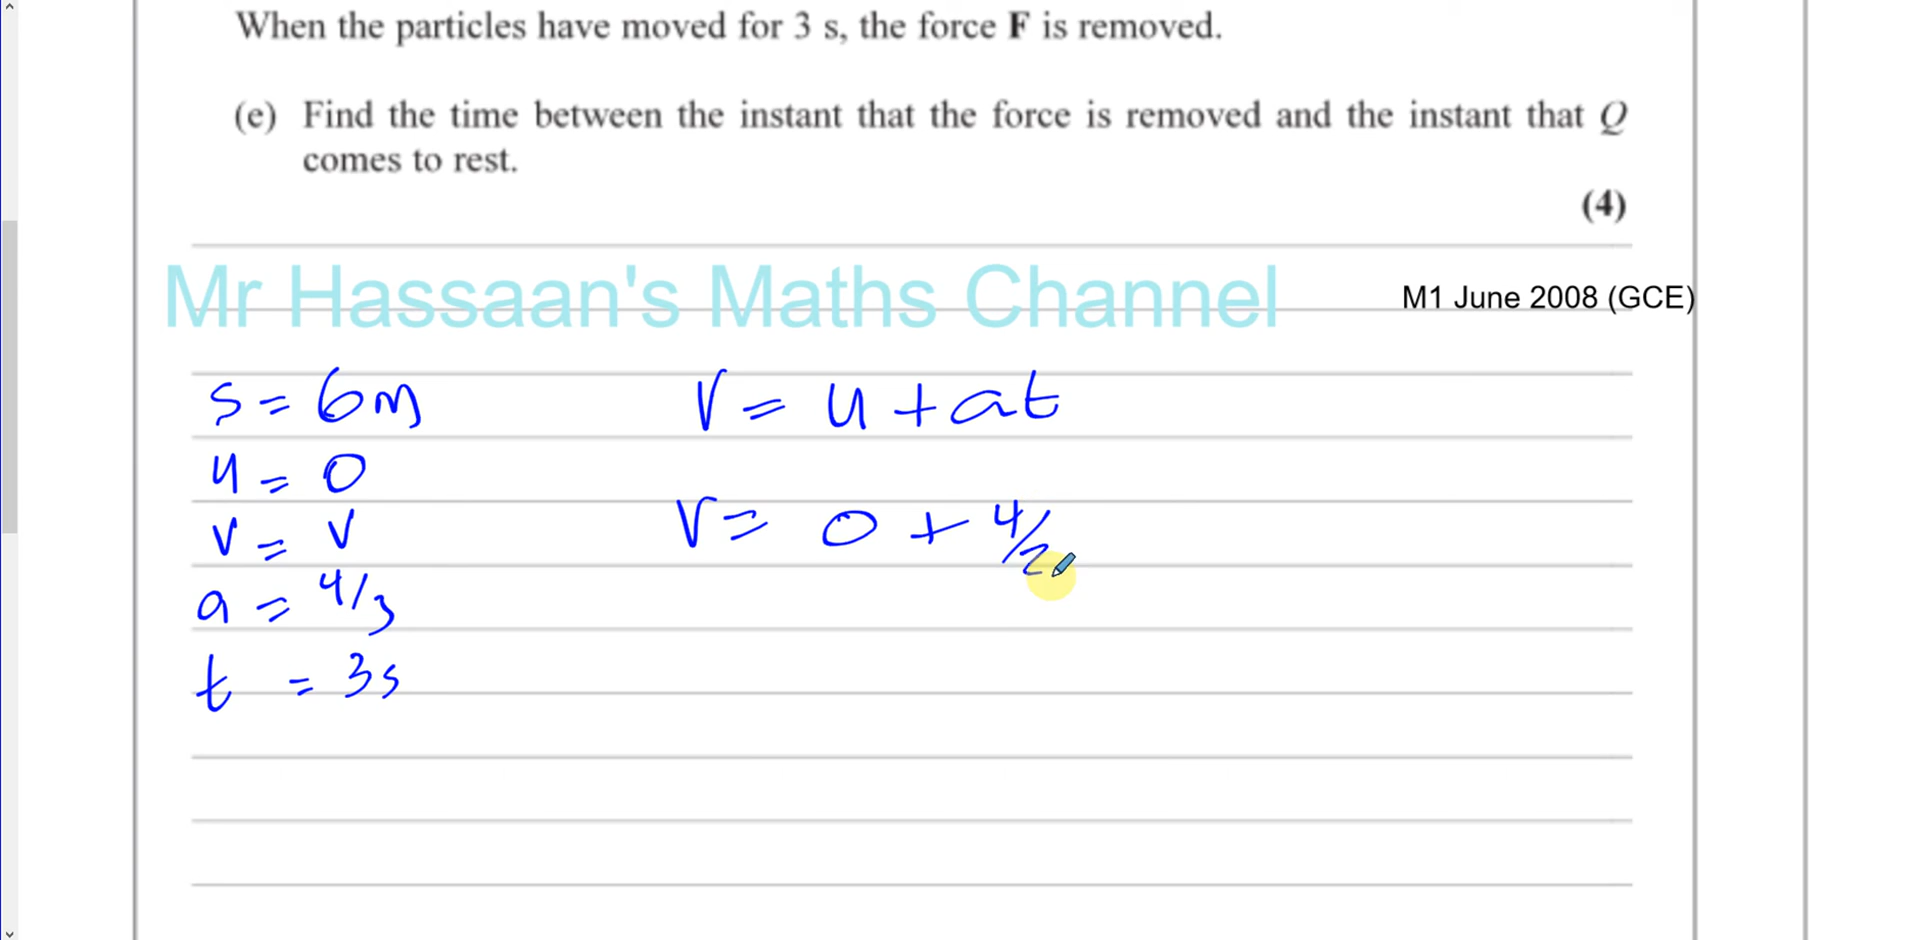 When the particles have moved for 3 s, the force F is removed.
(e) Find the time between the instant that the force is removed and the instant that Q
comes to rest.
(4)
Mr Hassaan's Maths Channel
M1 June 2008 (GCE)
s = 6m
u = 0
v = v
a = 4/3
t = 3s
v = u + at
v = 0 + 4/2